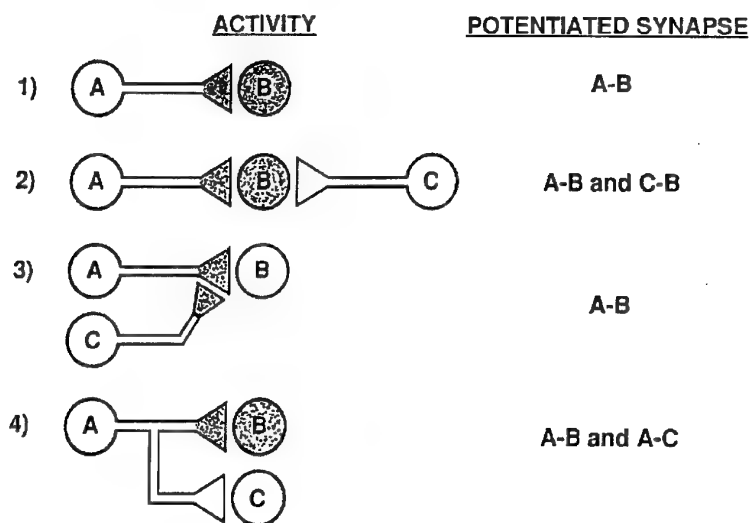 ACTIVITY POTENTIATED SYNAPSE
1) A B A-B
2) A B C A-B and C-B
3) A B
C A-B
4) A B A-B and A-C
C